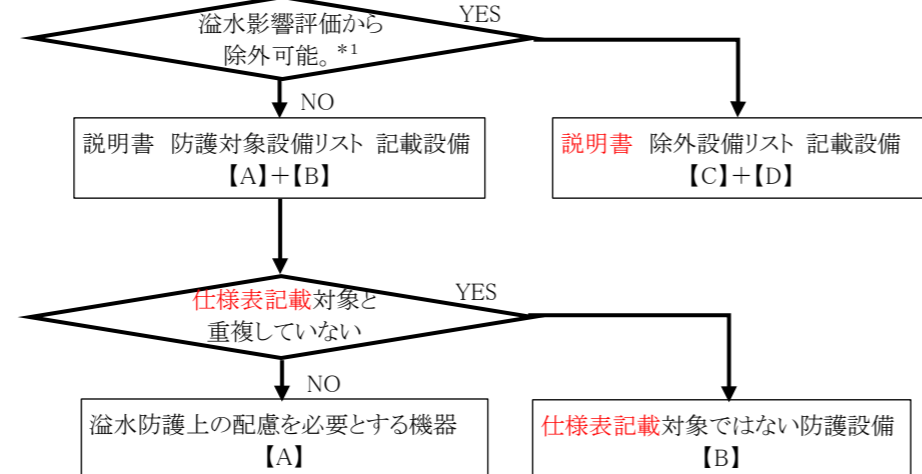 溢水影響評価から
除外可能。*1
YES
NO
説明書 防護対象設備リスト 記載設備
【A】+【B】
説明書 除外設備リスト 記載設備
【C】+【D】
仕様表記載対象と
重複していない
YES
NO
溢水防護上の配慮を必要とする機器
【A】
仕様表記載対象ではない防護設備
【B】